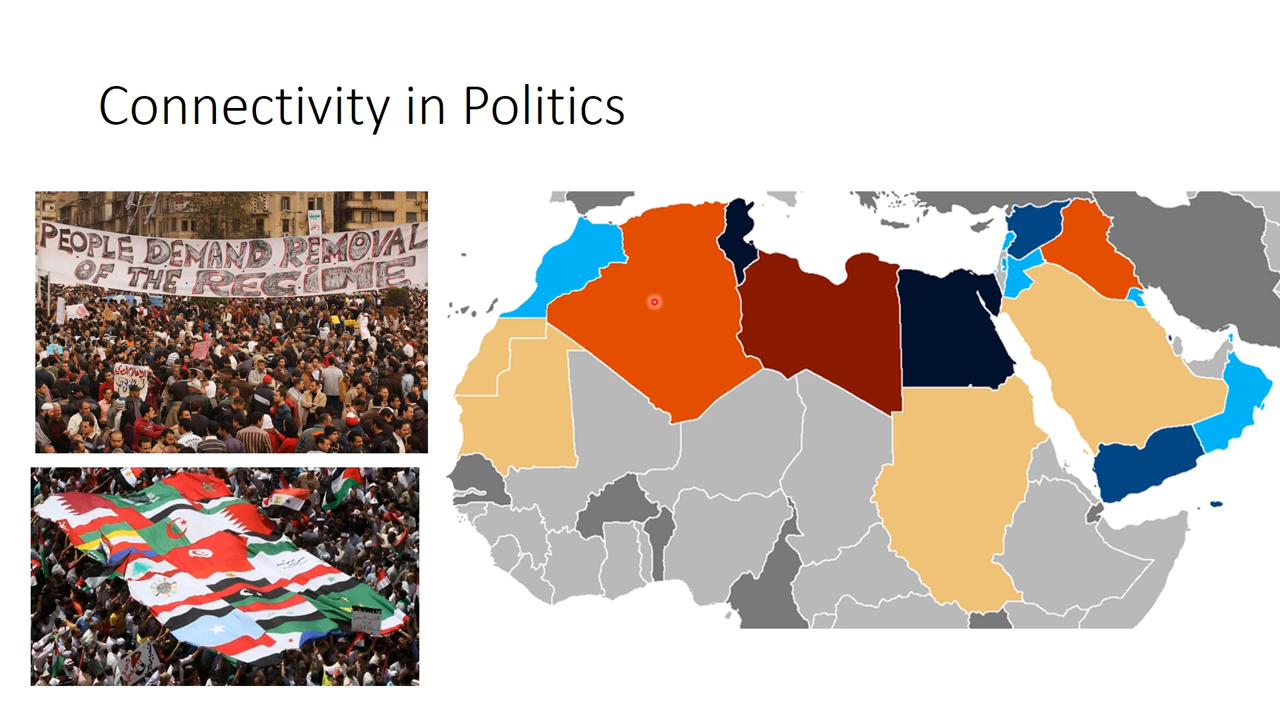 Connectivity in Politics
PEOPLE DEMAND REMOVAL
OF THE REGIME